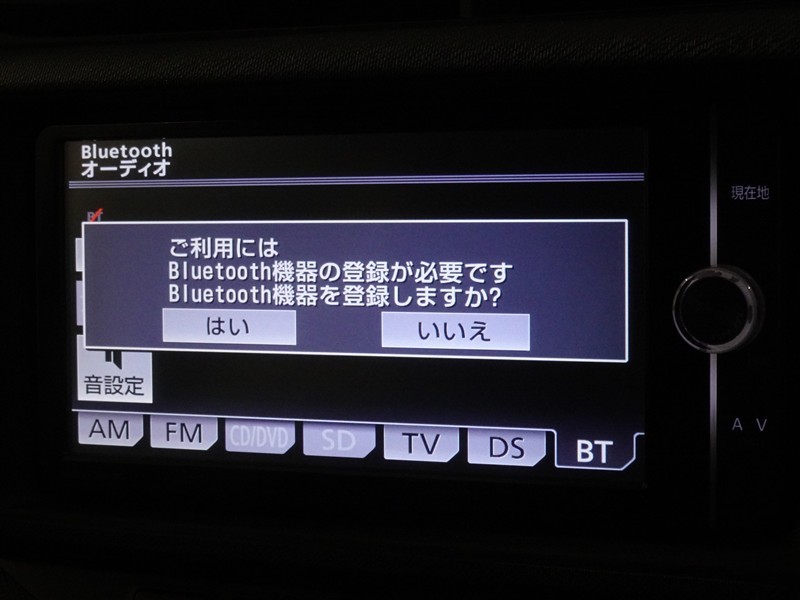 Bluetooth
オーディオ
ご利用には
Bluetooth機器の登録が必要です
Bluetooth機器を登録しますか?
はい
いいえ
音設定
AM
FM
CD/DVD
SD
TV
DS
BT
現在地
A V